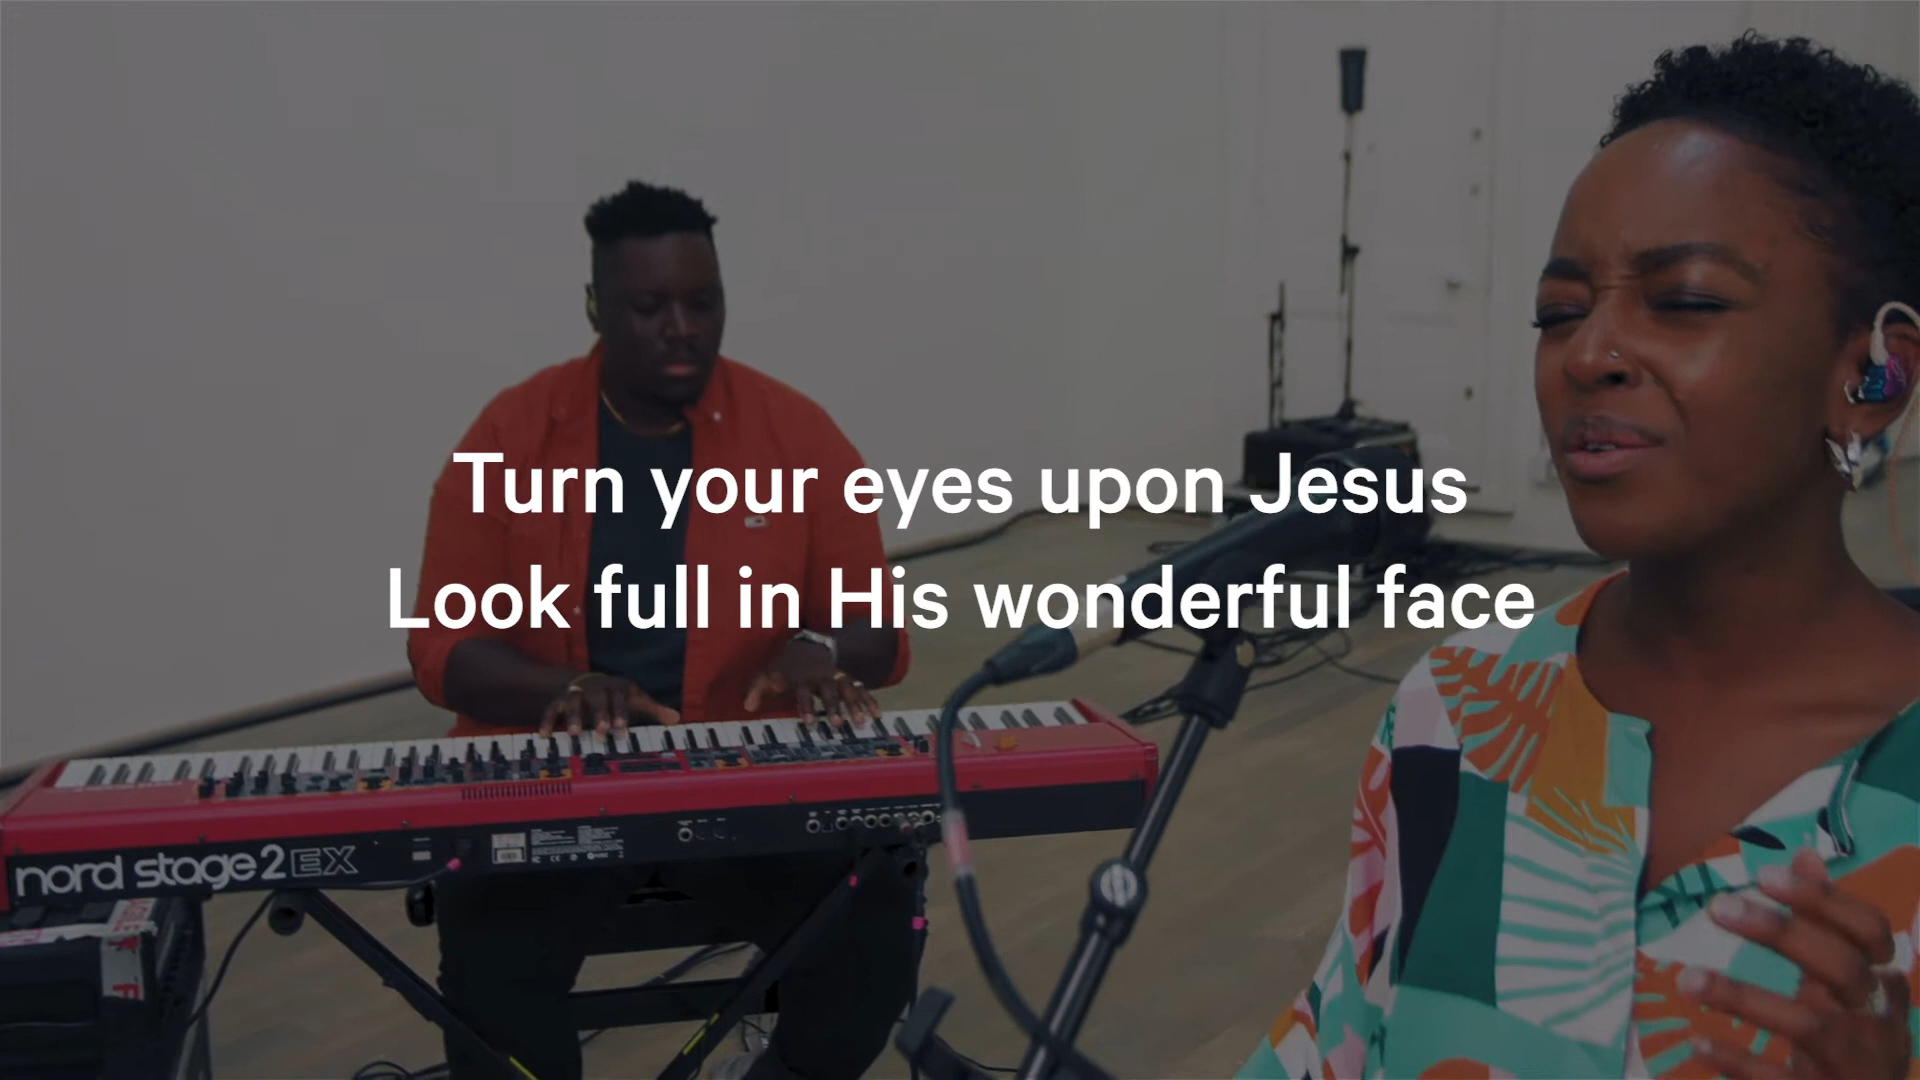 Turn your eyes upon Jesus
Look full in His wonderful face
nord stage 2 EX